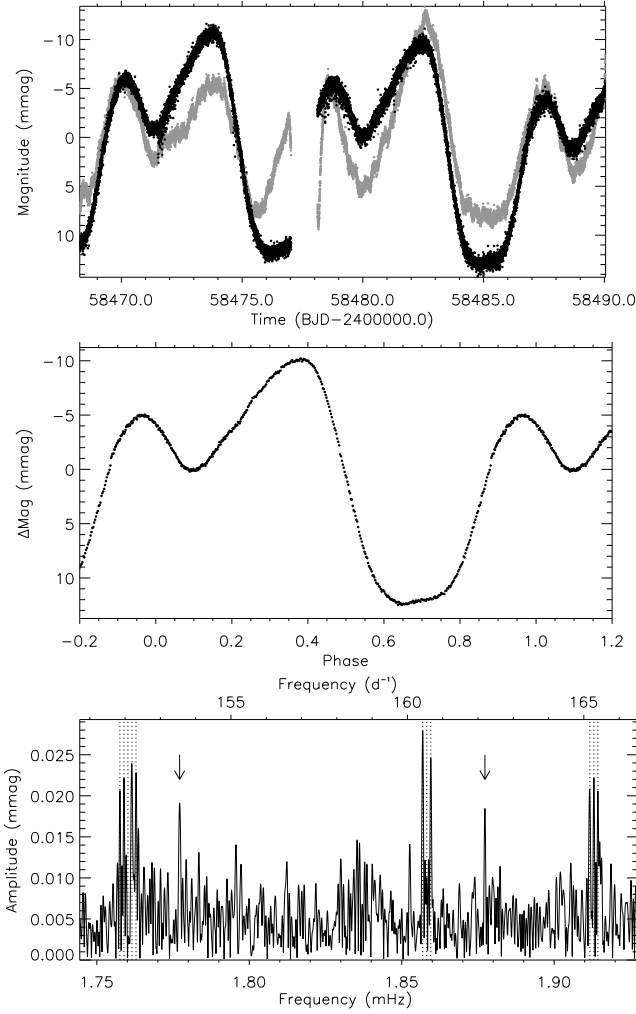 -10
-5
0
5
10
Magnitude (mmag)
58470.0 58475.0 58480.0 58485.0 58490.0
Time (BJD-2400000.0)
-10
-5
0
5
10
ΔMag (mmag)
-0.2 0.0 0.2 0.4 0.6 0.8 1.0 1.2
Phase
Frequency (d⁻¹)
155 160 165
0.025
0.020
0.015
0.010
0.005
0.000
Amplitude (mmag)
1.75 1.80 1.85 1.90
Frequency (mHz)